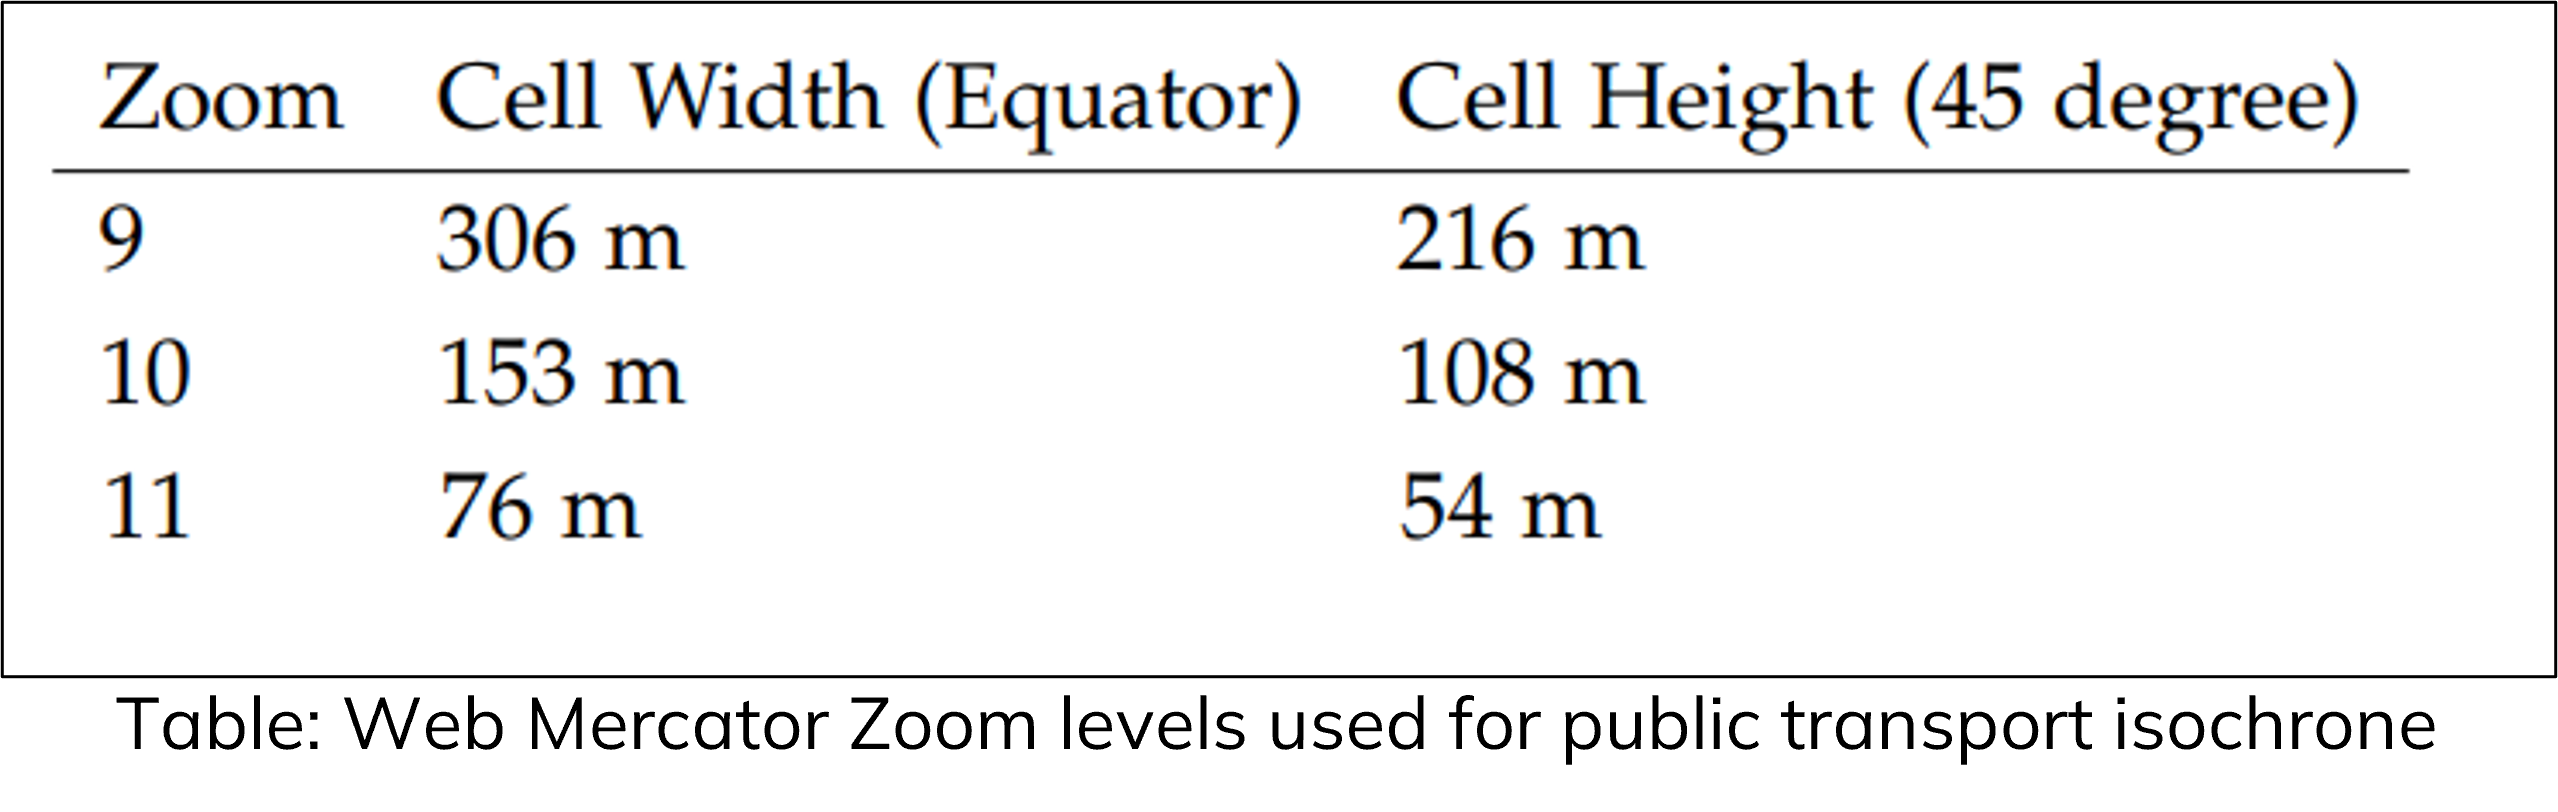 Zoom Cell Width (Equator) Cell Height (45 degree)
9 306 m 216 m
10 153 m 108 m
11 76 m 54 m
Table: Web Mercator Zoom levels used for public transport isochrone